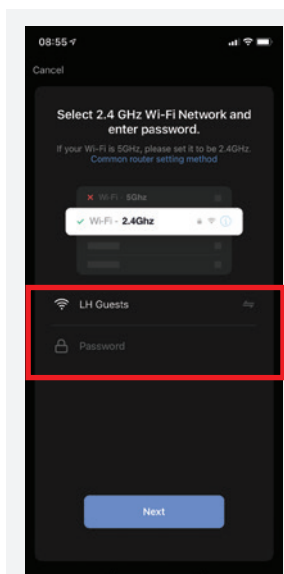 08:55
Cancel
Select 2.4 GHz Wi-Fi Network and
enter password.
If your Wi-Fi is 5GHz, please set it to be 2.4GHz.
Common router setting method
Wi-Fi - 5Ghz
Wi-Fi - 2.4Ghz
LH Guests
Password
Next